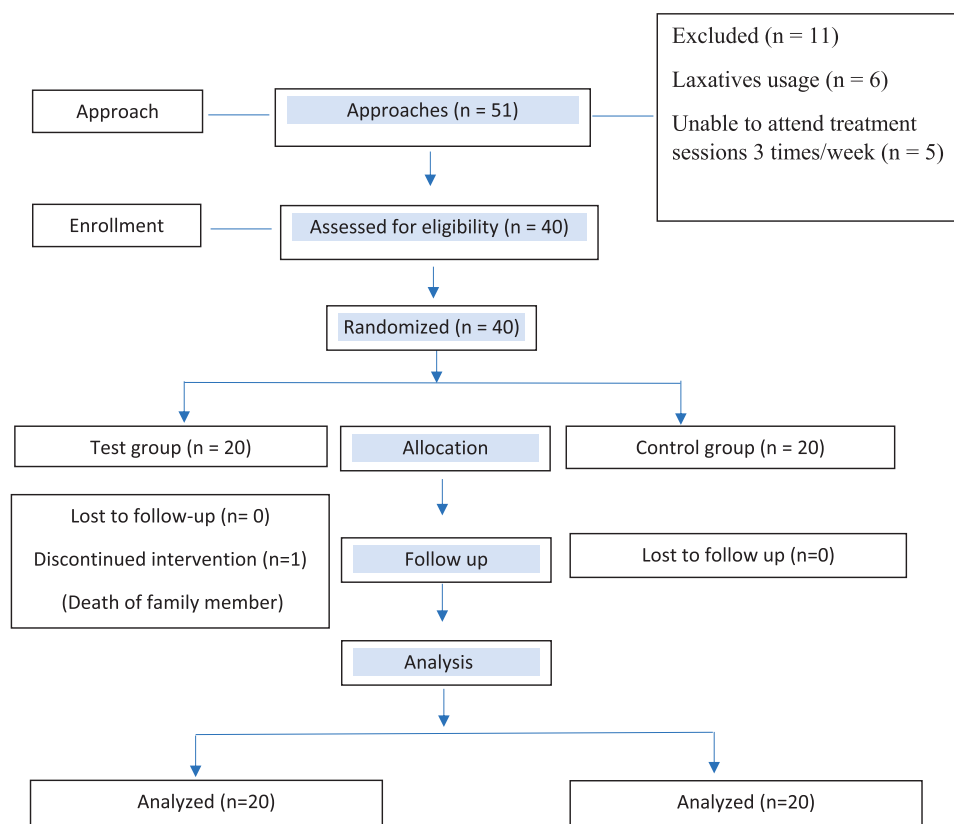 Excluded (n = 11)
Laxatives usage (n = 6)
Unable to attend treatment
sessions 3 times/week (n = 5)
Approach
Approaches (n = 51)
Enrollment
Assessed for eligibility (n = 40)
Randomized (n = 40)
Test group (n = 20)
Allocation
Control group (n = 20)
Lost to follow-up (n= 0)
Discontinued intervention (n=1)
(Death of family member)
Follow up
Lost to follow up (n=0)
Analysis
Analyzed (n=20)
Analyzed (n=20)